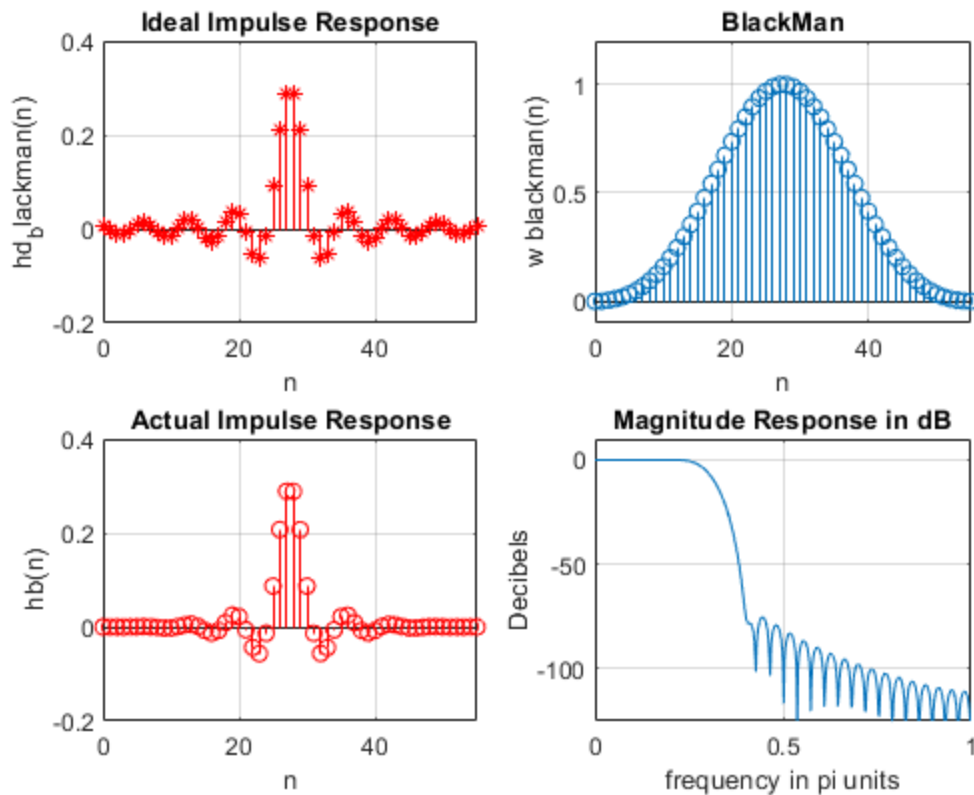 Ideal Impulse Response
0.4
0.2
0
-0.2
hd_blackman(n)
0
20
40
n
BlackMan
1
0.5
0
w blackman(n)
0
20
40
n
Actual Impulse Response
0.4
0.2
0
-0.2
hb(n)
0
20
40
n
Magnitude Response in dB
0
-50
-100
Decibels
0
0.5
1
frequency in pi units